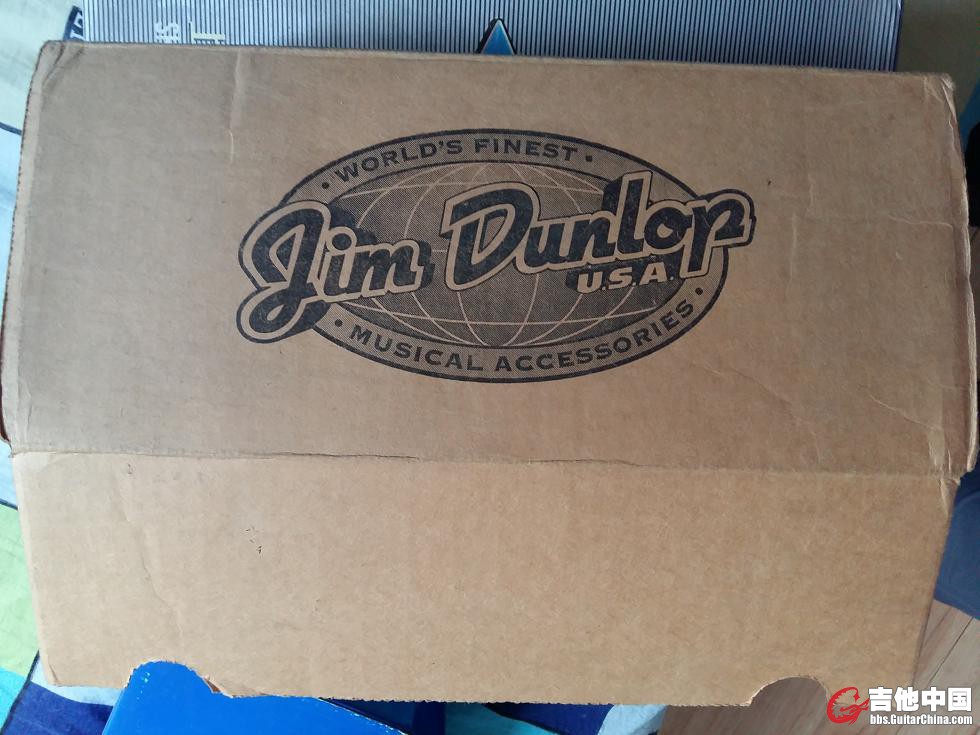 WORLD'S FINEST
Jim Dunlop
U.S.A.
MUSICAL ACCESSORIES
吉他中国
bbs.GuitarChina.com